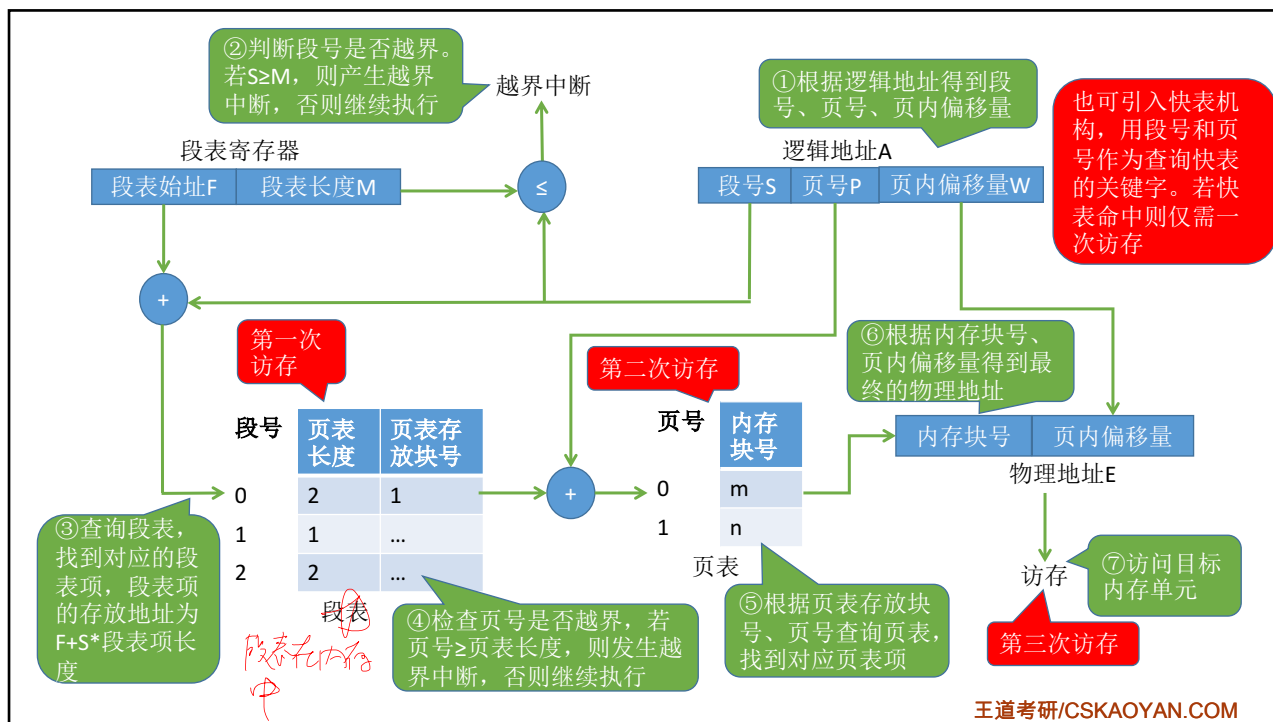 ②判断段号是否越界。
若S≥M，则产生越界
中断，否则继续执行
越界中断
①根据逻辑地址得到段
号、页号、页内偏移量
也可引入快表机
构，用段号和页
号作为查询快表
的关键字。若快
表命中则仅需一
次访存
段表寄存器
逻辑地址A
段表始址F 段表长度M
≤
段号S 页号P 页内偏移量W
+
第一次
访存
第二次访存
⑥根据内存块号、
页内偏移量得到最
终的物理地址
段号 页表长度 页表存放块号
0 2 1
1 1 ...
2 2 ...
段表
+
页号 内存块号
0 m
1 n
页表
内存块号 页内偏移量
物理地址E
③查询段表，
找到对应的段
表项，段表项
的存放地址为
F+S*段表项长
度
④检查页号是否越界，若
页号≥页表长度，则发生越
界中断，否则继续执行
⑤根据页表存放块
号、页号查询页表，
找到对应页表项
访存
⑦访问目标
内存单元
第三次访存
段表在内存
中
王道考研/CSKAOYAN.COM